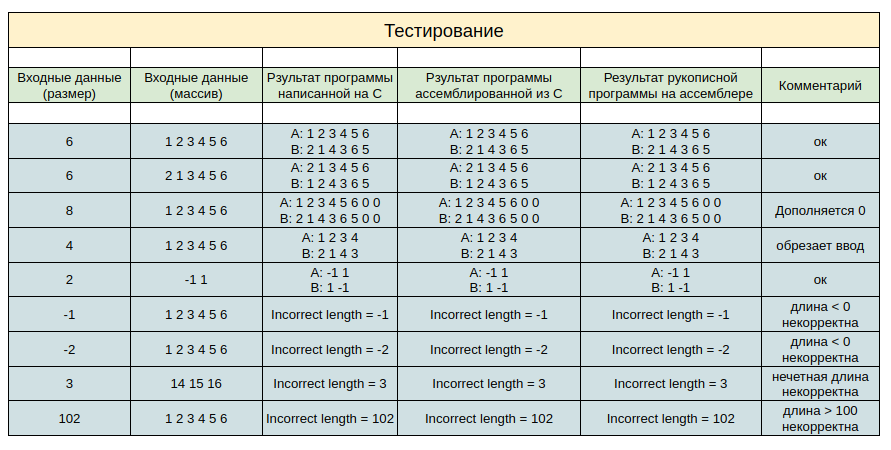 Тестирование
Входные данные (размер)
Входные данные (массив)
Рзультат программы написанной на С
Рзультат программы ассемблированной из С
Результат рукописной программы на ассемблере
Комментарий
6
1 2 3 4 5 6
A: 1 2 3 4 5 6
B: 2 1 4 3 6 5
A: 1 2 3 4 5 6
B: 2 1 4 3 6 5
A: 1 2 3 4 5 6
B: 2 1 4 3 6 5
ок
6
2 1 3 4 5 6
A: 2 1 3 4 5 6
B: 1 2 4 3 6 5
A: 2 1 3 4 5 6
B: 1 2 4 3 6 5
A: 2 1 3 4 5 6
B: 1 2 4 3 6 5
ок
8
1 2 3 4 5 6
A: 1 2 3 4 5 6 0 0
B: 2 1 4 3 6 5 0 0
A: 1 2 3 4 5 6 0 0
B: 2 1 4 3 6 5 0 0
A: 1 2 3 4 5 6 0 0
B: 2 1 4 3 6 5 0 0
Дополняется 0
4
1 2 3 4 5 6
A: 1 2 3 4
B: 2 1 4 3
A: 1 2 3 4
B: 2 1 4 3
A: 1 2 3 4
B: 2 1 4 3
обрезает ввод
2
-1 1
A: -1 1
B: 1 -1
A: -1 1
B: 1 -1
A: -1 1
B: 1 -1
ок
-1
1 2 3 4 5 6
Incorrect length = -1
Incorrect length = -1
Incorrect length = -1
длина < 0
некорректна
-2
1 2 3 4 5 6
Incorrect length = -2
Incorrect length = -2
Incorrect length = -2
длина < 0
некорректна
3
14 15 16
Incorrect length = 3
Incorrect length = 3
Incorrect length = 3
нечетная длина
некорректна
102
1 2 3 4 5 6
Incorrect length = 102
Incorrect length = 102
Incorrect length = 102
длина > 100
некорректна